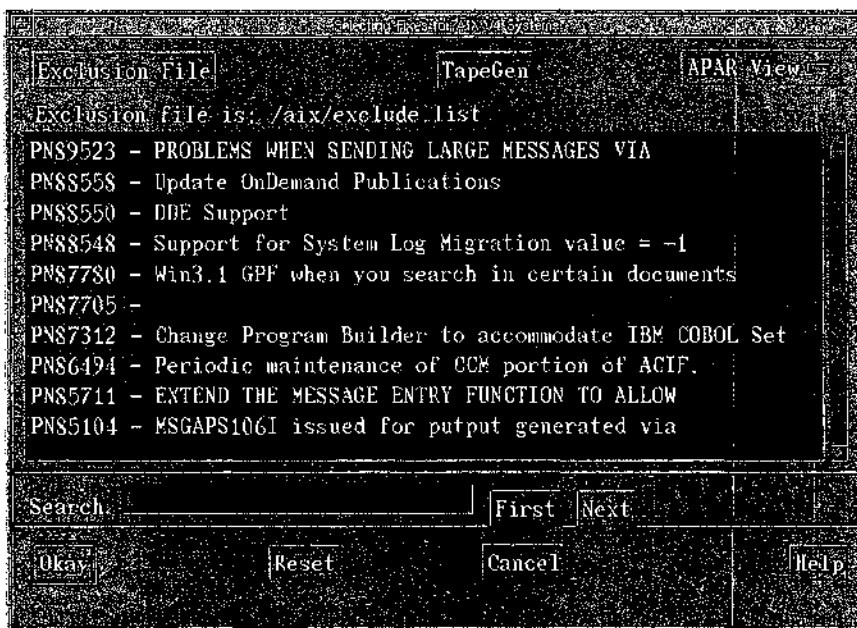 Exclusion File TapeGen APAR View
Exclusion file is: /aix/exclude.list
PN89523 - PROBLEMS WHEN SENDING LARGE MESSAGES VIA
PN88558 - Update OnDemand Publications
PN88550 - DDE Support
PN88548 - Support for System Log Migration value = -1
PN87780 - Win3.1 GPF when you search in certain documents
PN87705 -
PN87312 - Change Program Builder to accommodate IBM COBOL Set
PN86494 - Periodic maintenance of CCM portion of ACIF.
PN85711 - EXTEND THE MESSAGE ENTRY FUNCTION TO ALLOW
PN85104 - MSGAPS106I issued for putput generated via
Search First Next
Okay Reset Cancel Help